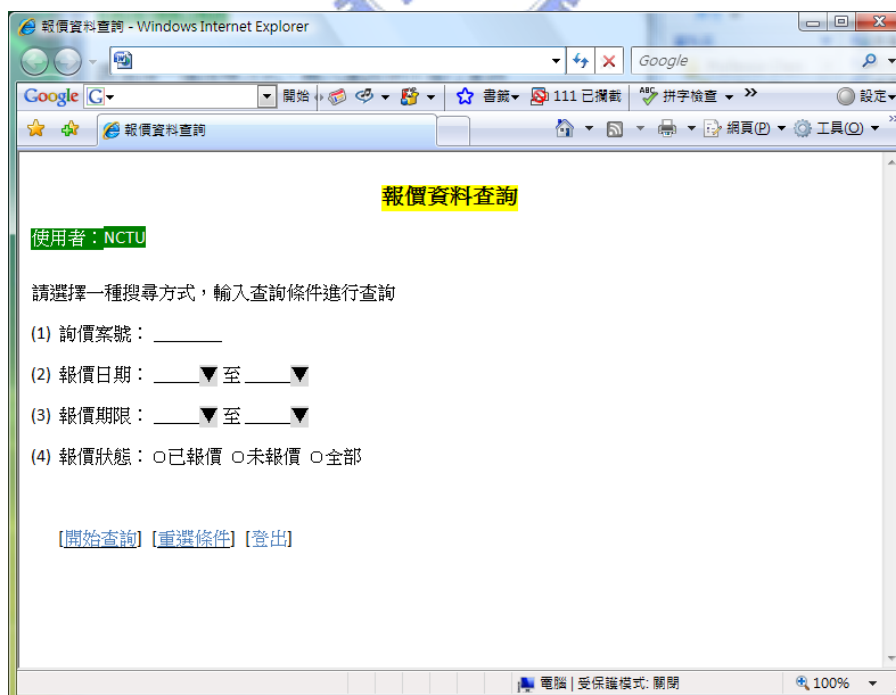 報價資料查詢 - Windows Internet Explorer
Google
Google G 開始 書籤 111 已攔截 ABC 拼字檢查 設定
報價資料查詢 網頁(P) 工具(O)
報價資料查詢
使用者：NCTU
請選擇一種搜尋方式，輸入查詢條件進行查詢
(1) 詢價案號： _______
(2) 報價日期： _____▼ 至 _____▼
(3) 報價期限： _____▼ 至 _____▼
(4) 報價狀態：○已報價 ○未報價 ○全部
[開始查詢] [重選條件] [登出]
電腦 | 受保護模式: 關閉 100%